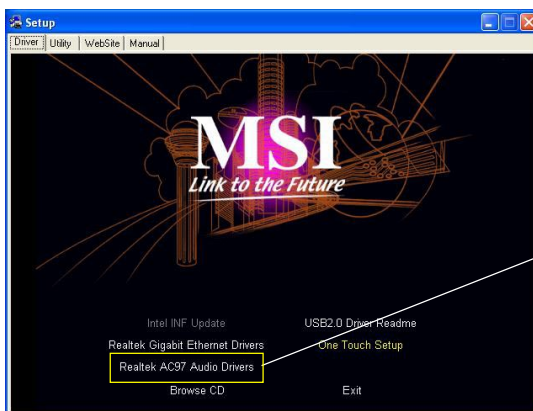 Setup
Driver Utility WebSite Manual
MSI
Link to the Future
Intel INF Update USB2.0 Driver Readme
Realtek Gigabit Ethernet Drivers One Touch Setup
Realtek AC97 Audio Drivers
Browse CD Exit